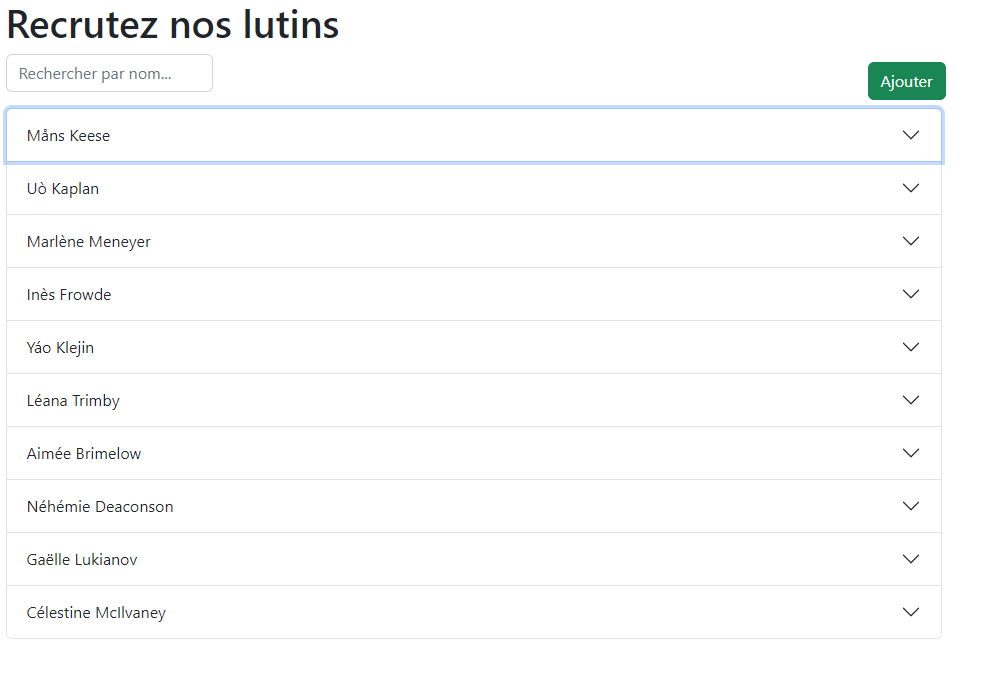 Recrutez nos lutins
Rechercher par nom...
Ajouter
Måns Keese
Uò Kaplan
Marlène Meneyer
Inès Frowde
Yáo Klejin
Léana Trimby
Aimée Brimelow
Néhémie Deaconson
Gaëlle Lukianov
Célestine McIlvaney